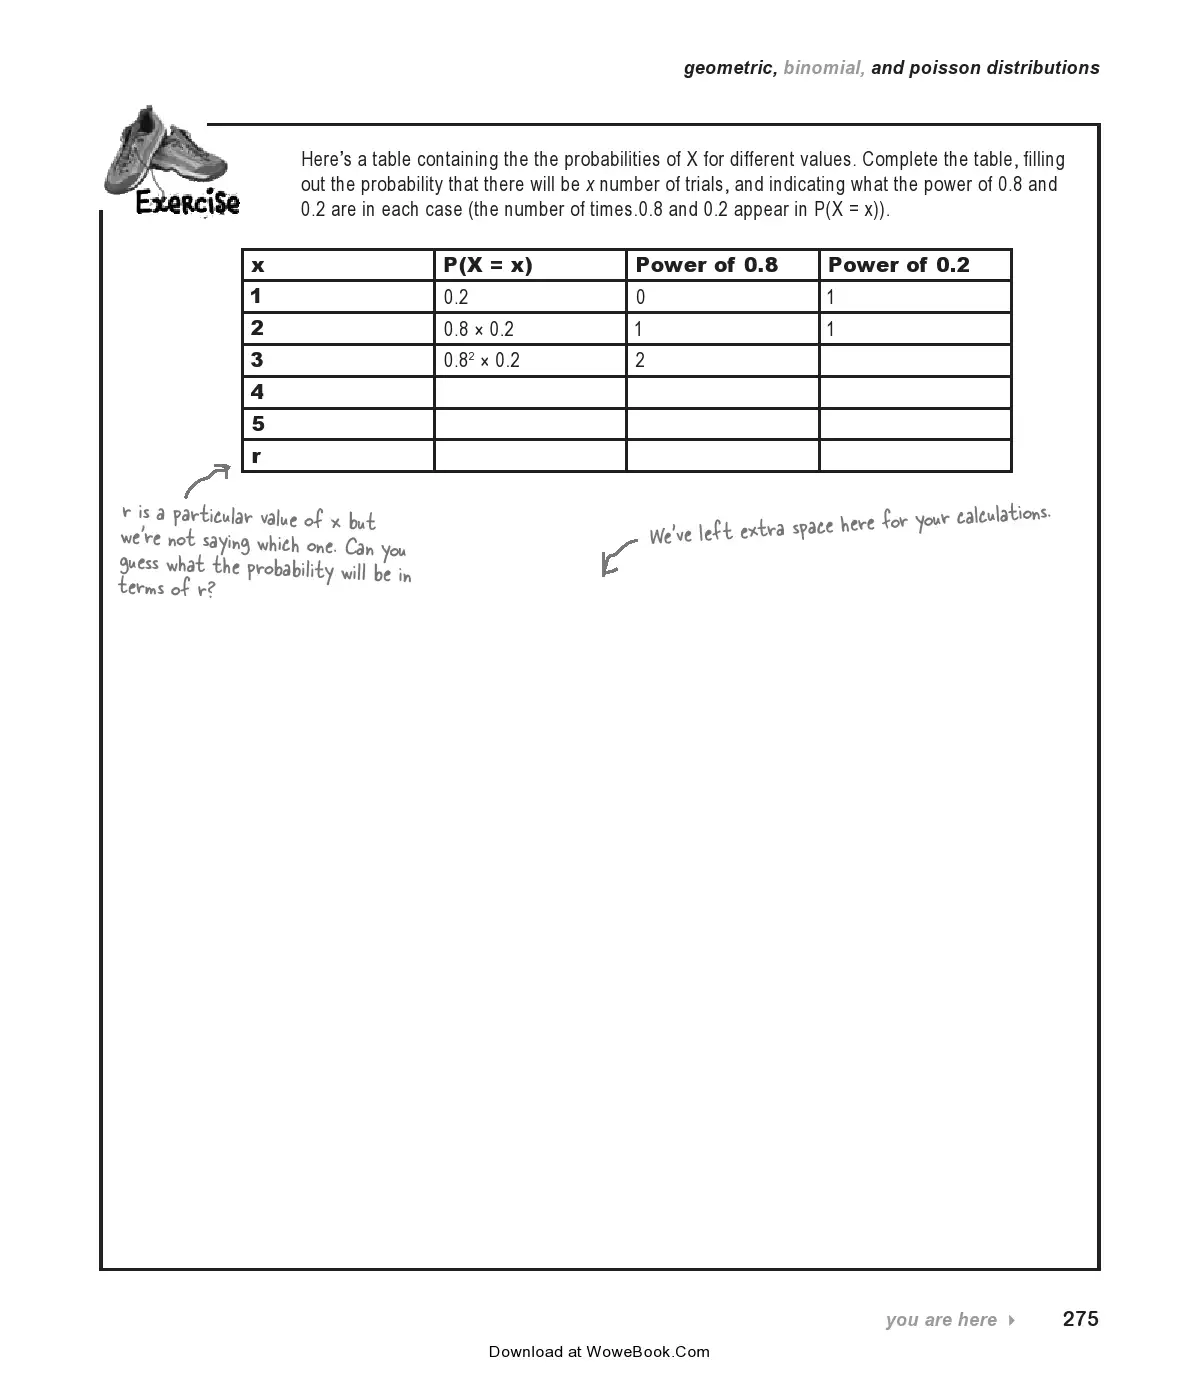 geometric, binomial, and poisson distributions
Exercise
Here's a table containing the the probabilities of X for different values. Complete the table, filling
out the probability that there will be x number of trials, and indicating what the power of 0.8 and
0.2 are in each case (the number of times.0.8 and 0.2 appear in P(X = x)).
x P(X = x) Power of 0.8 Power of 0.2
1 0.2 0 1
2 0.8 × 0.2 1 1
3 0.8² × 0.2 2
4
5
r
r is a particular value of x but
we're not saying which one. Can you
guess what the probability will be in
terms of r?
We've left extra space here for your calculations.
you are here 275
Download at WoweBook.Com